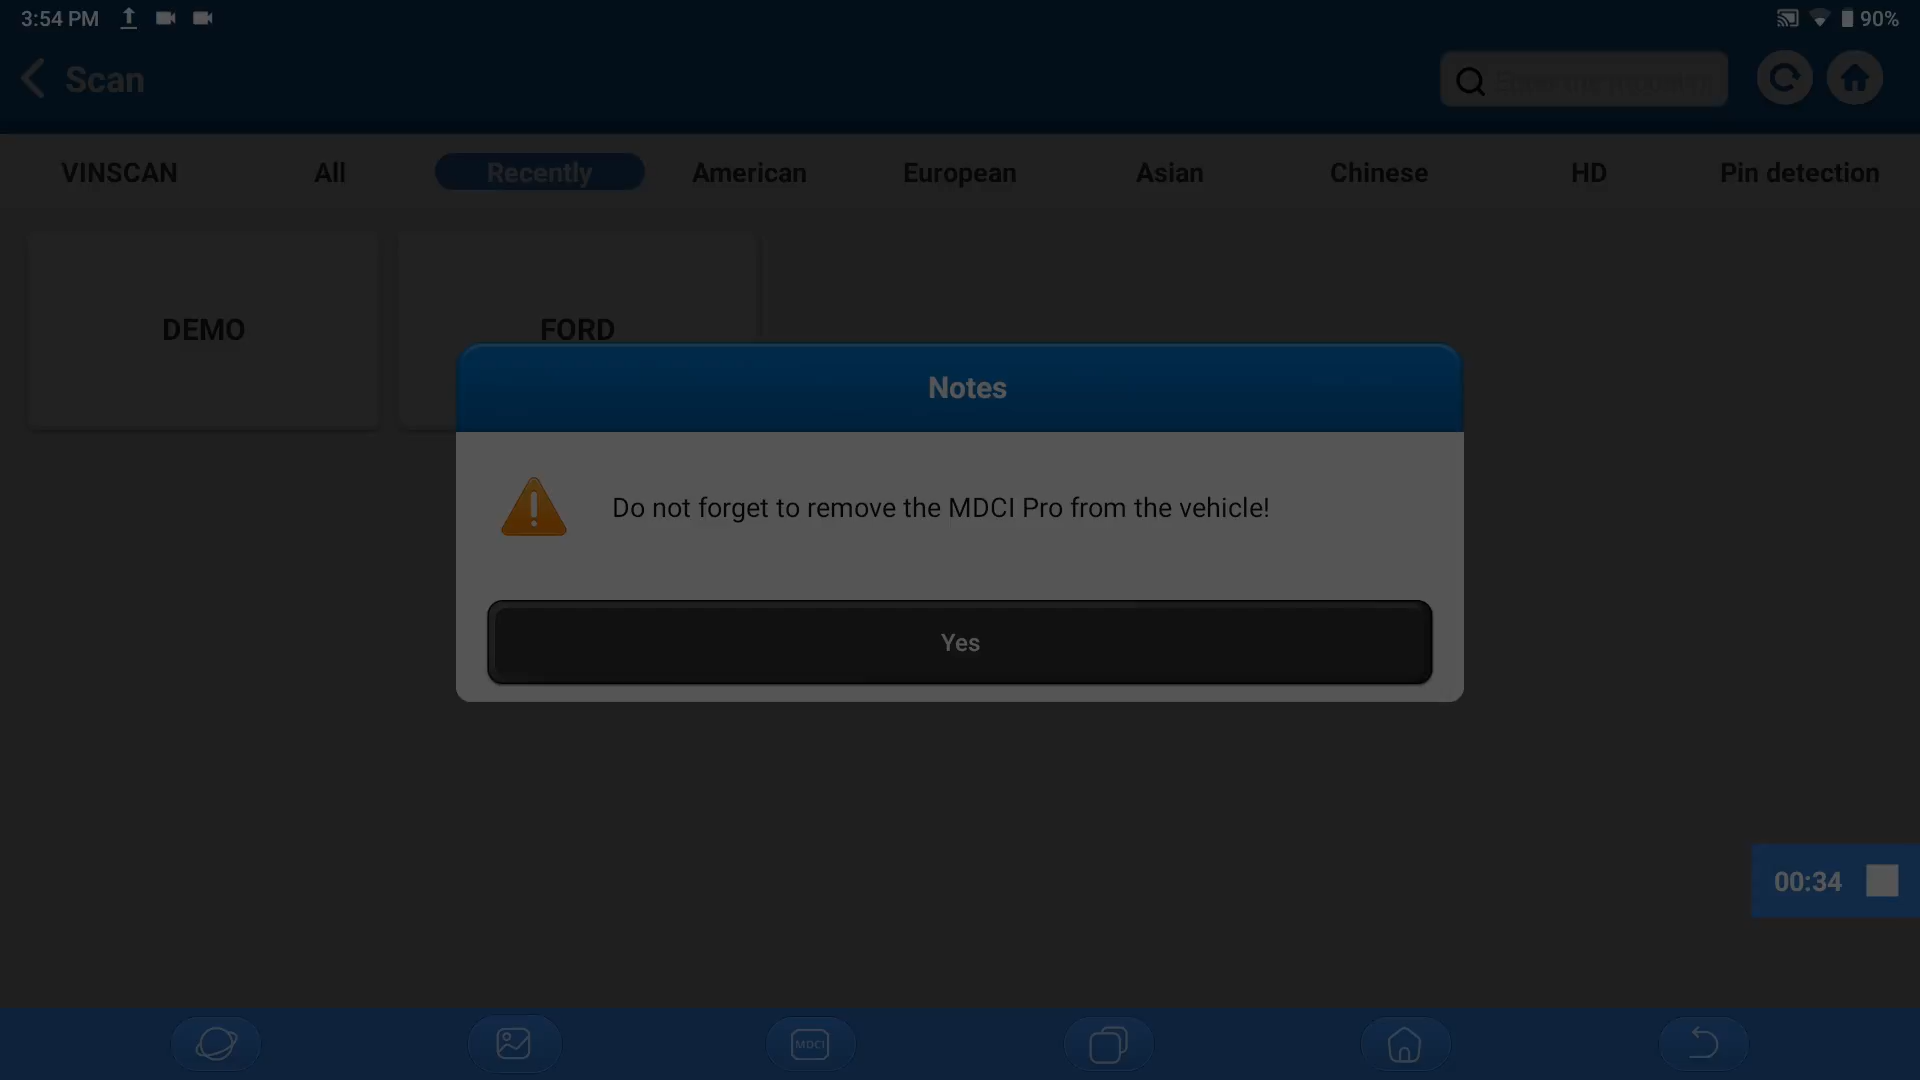 3:54 PM
90%
Scan
VINSCAN All Recently American European Asian Chinese HD Pin detection
DEMO FORD
Notes
Do not forget to remove the MDCI Pro from the vehicle!
Yes
00:34
MDCI